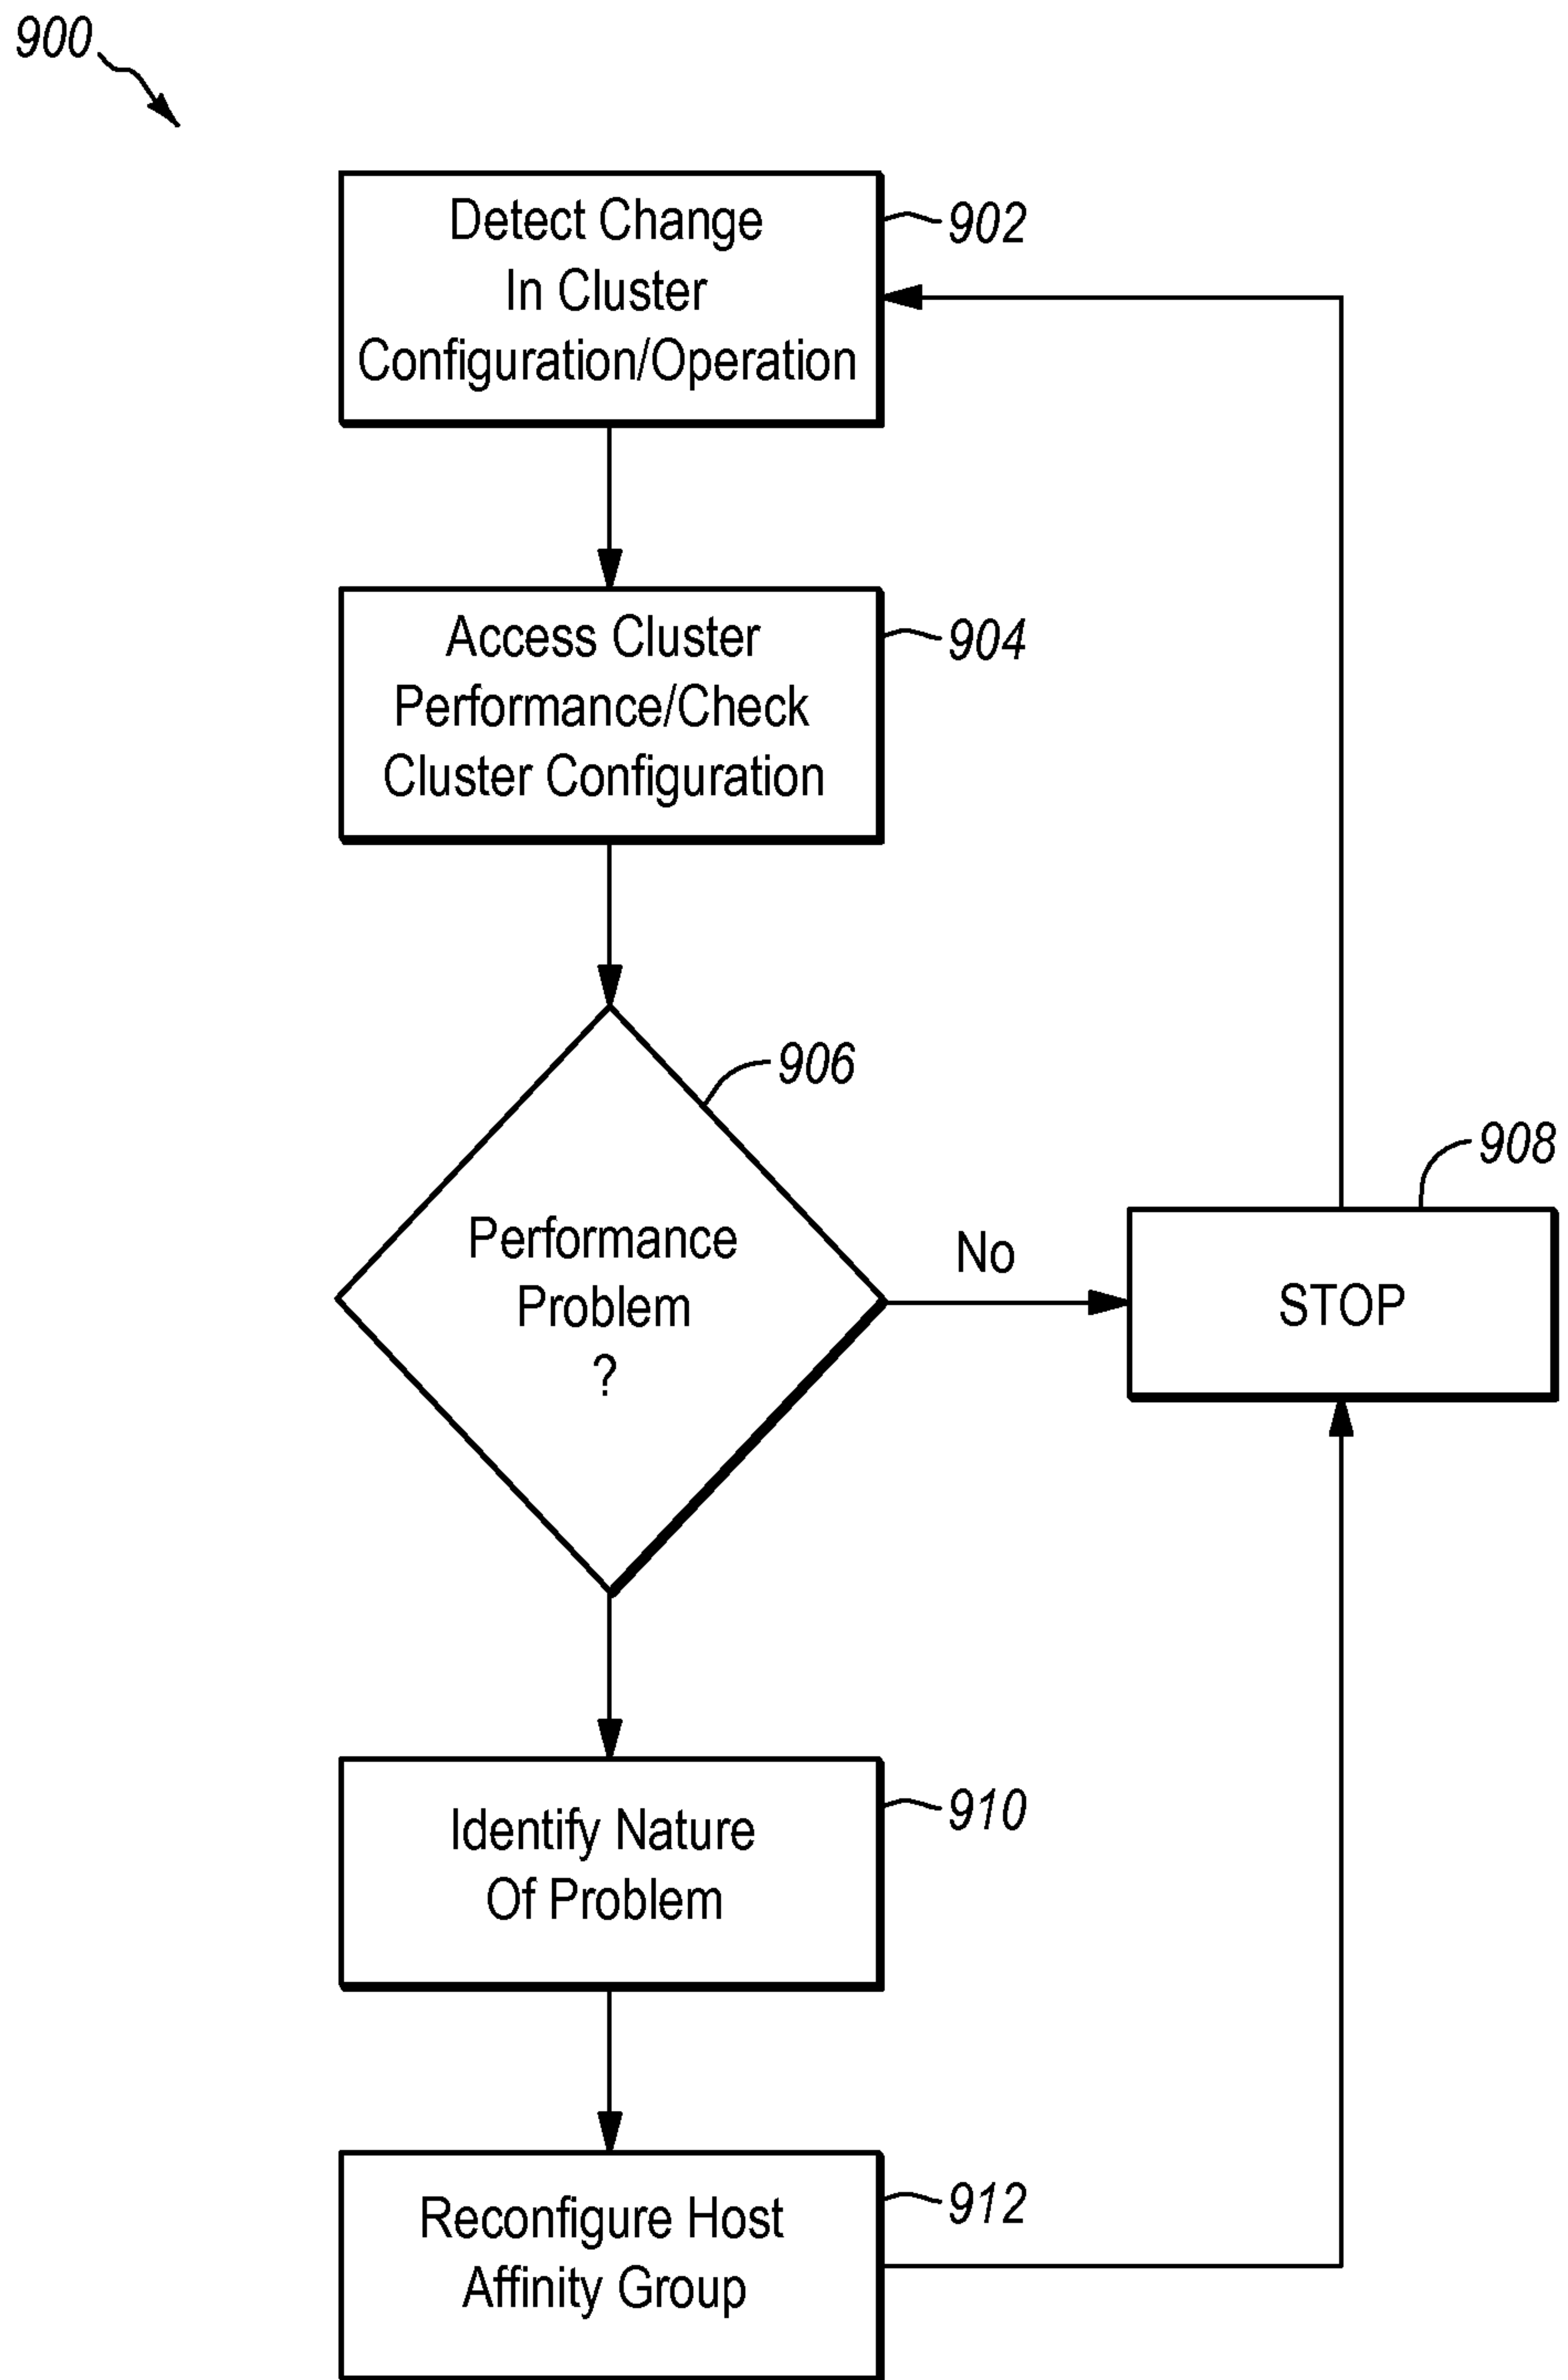 900
Detect Change
In Cluster
Configuration/Operation
902
Access Cluster
Performance/Check
Cluster Configuration
904
906
Performance
Problem
?
No
908
STOP
Identify Nature
Of Problem
910
Reconfigure Host
Affinity Group
912